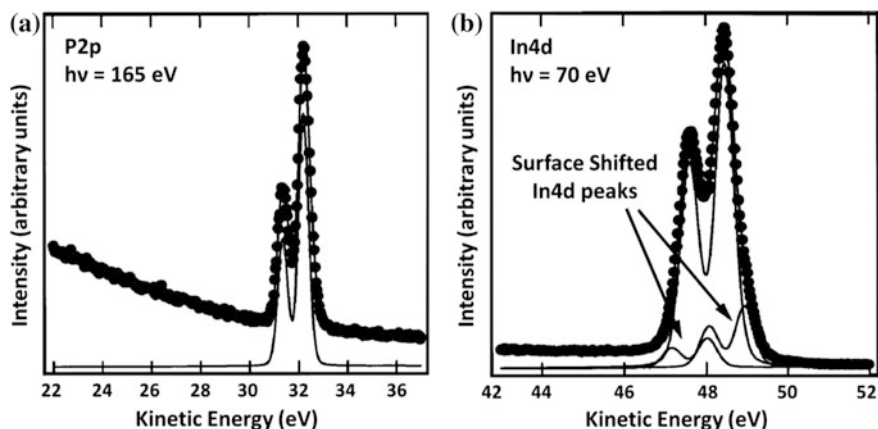 (a)
P2p
hν = 165 eV
Intensity (arbitrary units)
22 24 26 28 30 32 34 36
Kinetic Energy (eV)
(b)
In4d
hν = 70 eV
Surface Shifted
In4d peaks
Intensity (arbitrary units)
42 44 46 48 50 52
Kinetic Energy (eV)